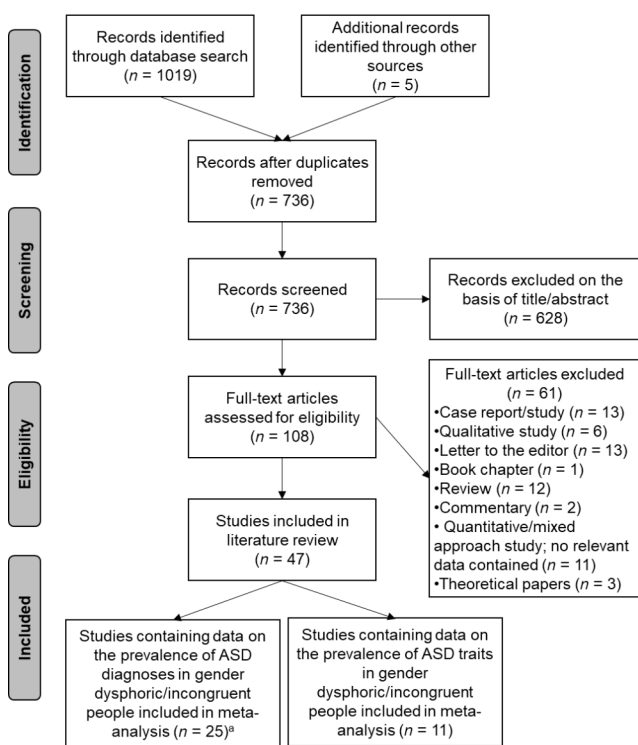 Identification
Records identified
through database search
(n = 1019)
Additional records
identified through other
sources
(n = 5)
Records after duplicates
removed
(n = 736)
Screening
Records screened
(n = 736)
Records excluded on the
basis of title/abstract
(n = 628)
Eligibility
Full-text articles
assessed for eligibility
(n = 108)
Full-text articles excluded
(n = 61)
•Case report/study (n = 13)
•Qualitative study (n = 6)
•Letter to the editor (n = 13)
•Book chapter (n = 1)
•Review (n = 12)
•Commentary (n = 2)
• Quantitative/mixed
approach study; no relevant
data contained (n = 11)
•Theoretical papers (n = 3)
Studies included in
literature review
(n = 47)
Included
Studies containing data on
the prevalence of ASD
diagnoses in gender
dysphoric/incongruent
people included in meta-
analysis (n = 25)ᵃ
Studies containing data on
the prevalence of ASD traits
in gender
dysphoric/incongruent
people included in meta-
analysis (n = 11)